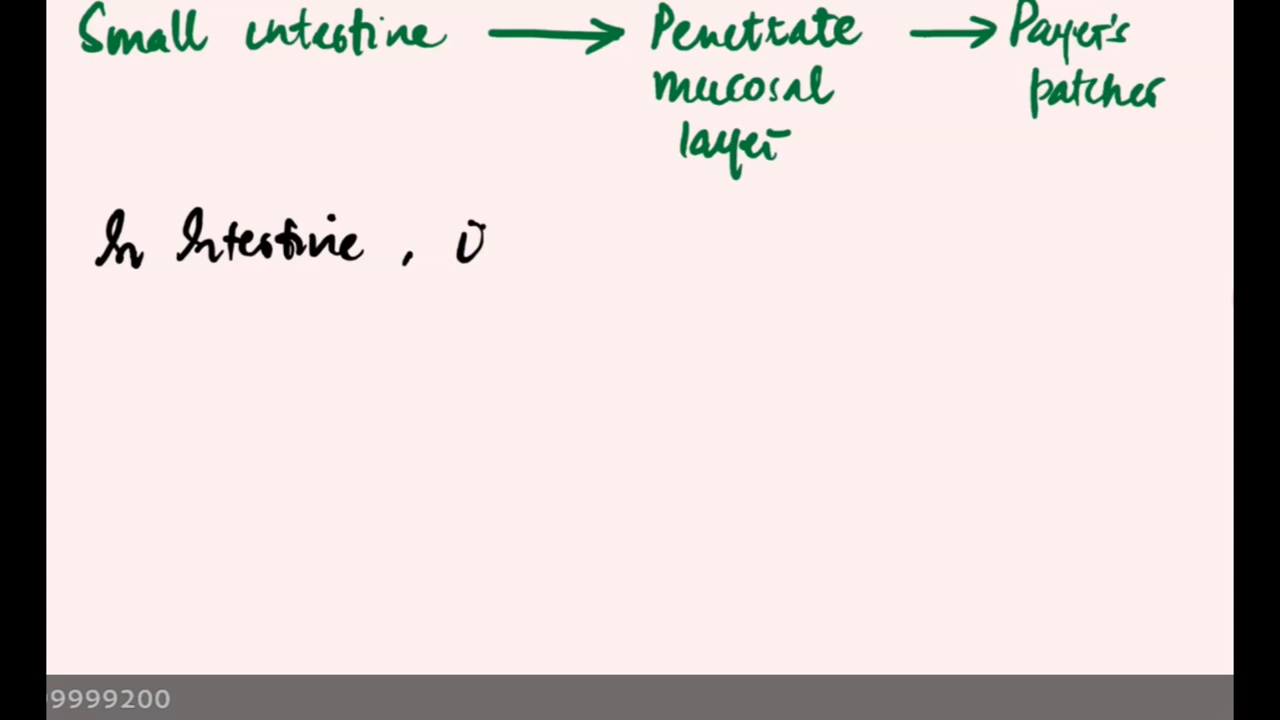 Small intestine → Penetrate → Payer's
mucosal patches
layer
In Intestine , i
9999200